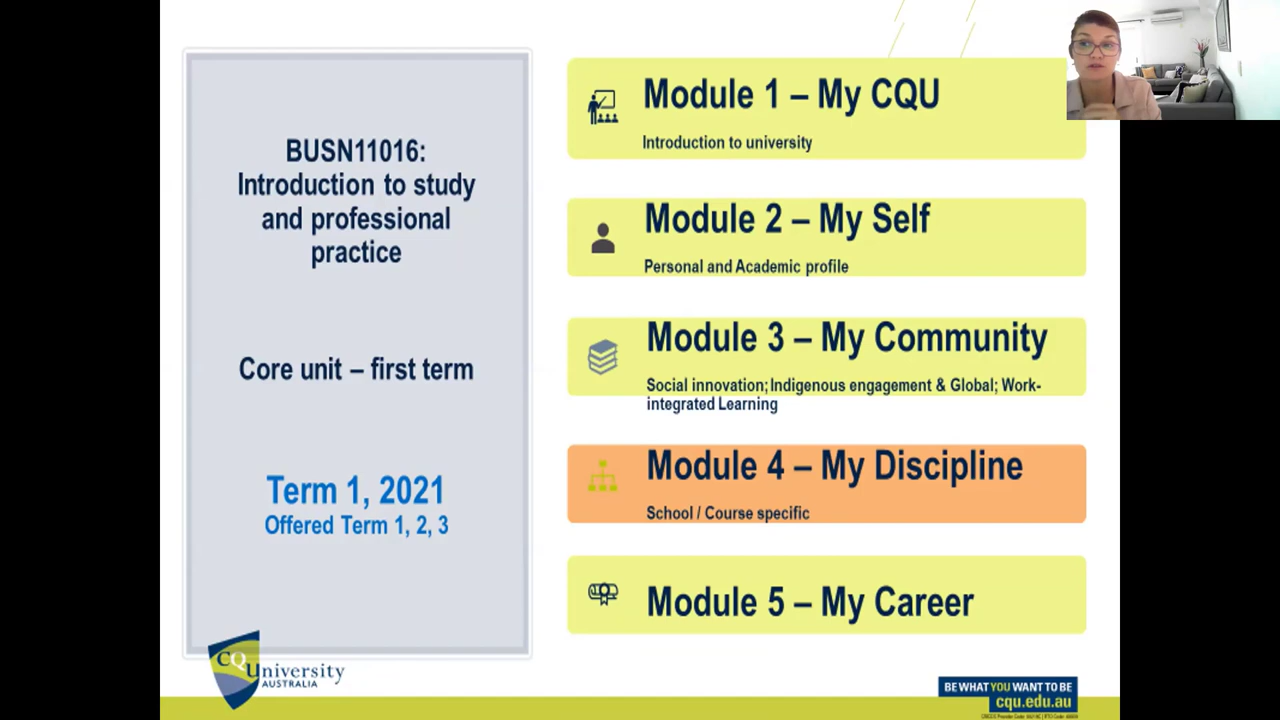 BUSN11016:
Introduction to study
and professional
practice
Core unit – first term
Term 1, 2021
Offered Term 1, 2, 3
Module 1 – My CQU
Introduction to university
Module 2 – My Self
Personal and Academic profile
Module 3 – My Community
Social innovation; Indigenous engagement & Global; Work-
integrated Learning
Module 4 – My Discipline
School / Course specific
Module 5 – My Career
CQUniversity
AUSTRALIA
BE WHAT YOU WANT TO BE
cqu.edu.au